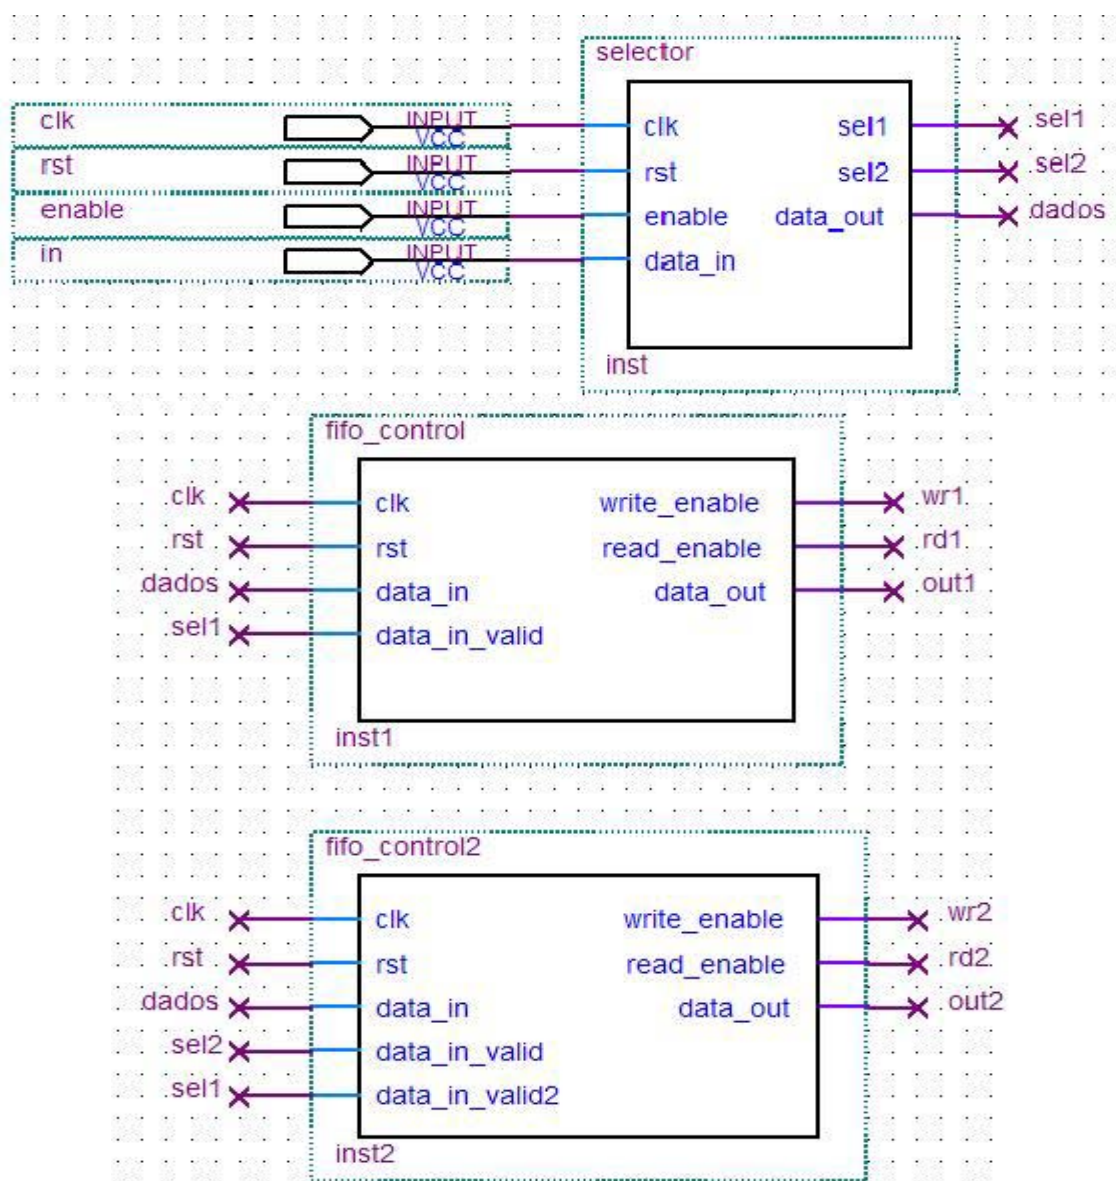 selector
clk INPUT VCC clk sel1 sel1
rst INPUT VCC rst sel2 sel2
enable INPUT VCC enable data_out dados
in INPUT VCC data_in
inst
fifo_control
clk clk write_enable wr1
rst rst read_enable rd1
dados data_in data_out out1
sel1 data_in_valid
inst1
fifo_control2
clk clk write_enable wr2
rst rst read_enable rd2
dados data_in data_out out2
sel2 data_in_valid
sel1 data_in_valid2
inst2